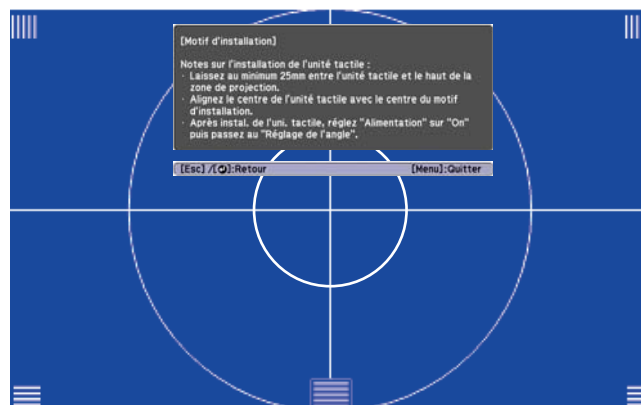 [Motif d'installation]
Notes sur l'installation de l'unité tactile :
· Laissez au minimum 25mm entre l'unité tactile et le haut de la
zone de projection.
· Alignez le centre de l'unité tactile avec le centre du motif
d'installation.
· Après instal. de l'uni. tactile, réglez "Alimentation" sur "On"
puis passez au "Réglage de l'angle".
[Esc] /[⮌]:Retour [Menu]:Quitter